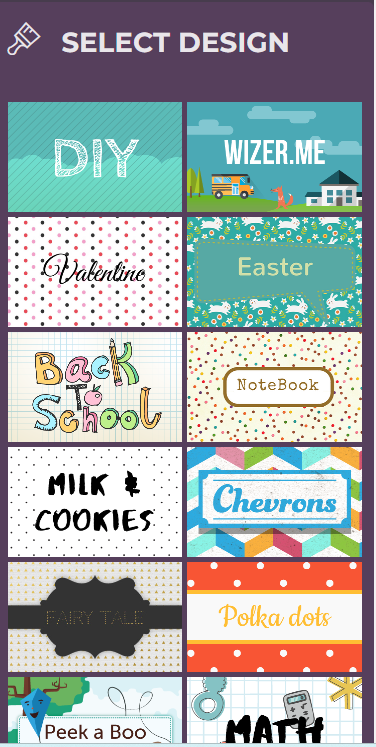 SELECT DESIGN
DIY
WIZER.ME
Valentine
Easter
Back
To
School
NoteBook
MILK &
COOKIES
Chevrons
FAIRY TALE
Polka dots
Peek a Boo
MATH